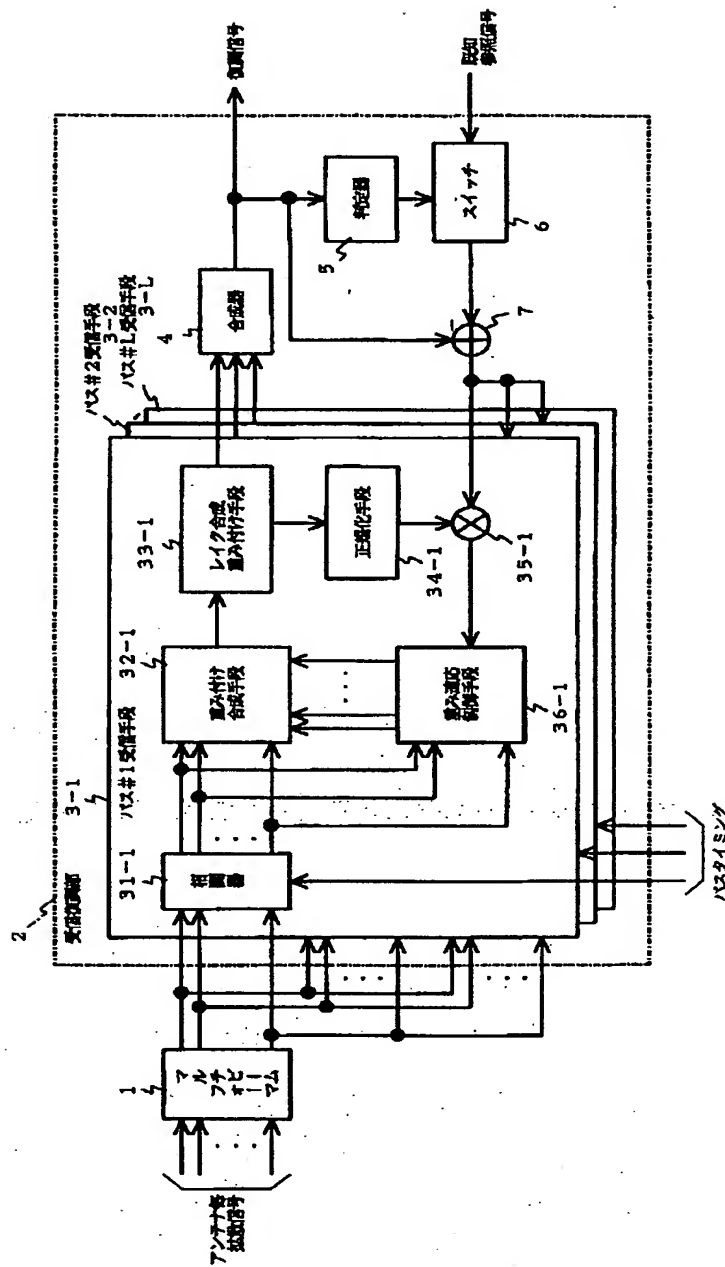 2
受信復調部
アンテナ毎
拡散信号
1
マルチビーム
フォーム
3-1
パス#1受信手段
パス#2受信手段
3-2
パス#L受信手段
3-L
31-1
相関器
32-1
重み付け
合成手段
33-1
レイク合成
重み付け手段
34-1
正規化手段
35-1
重み適応
制御手段
36-1
4
合成器
復調信号
5
判定器
6
スイッチ
既知
参照信号
7
-
パスタイミング